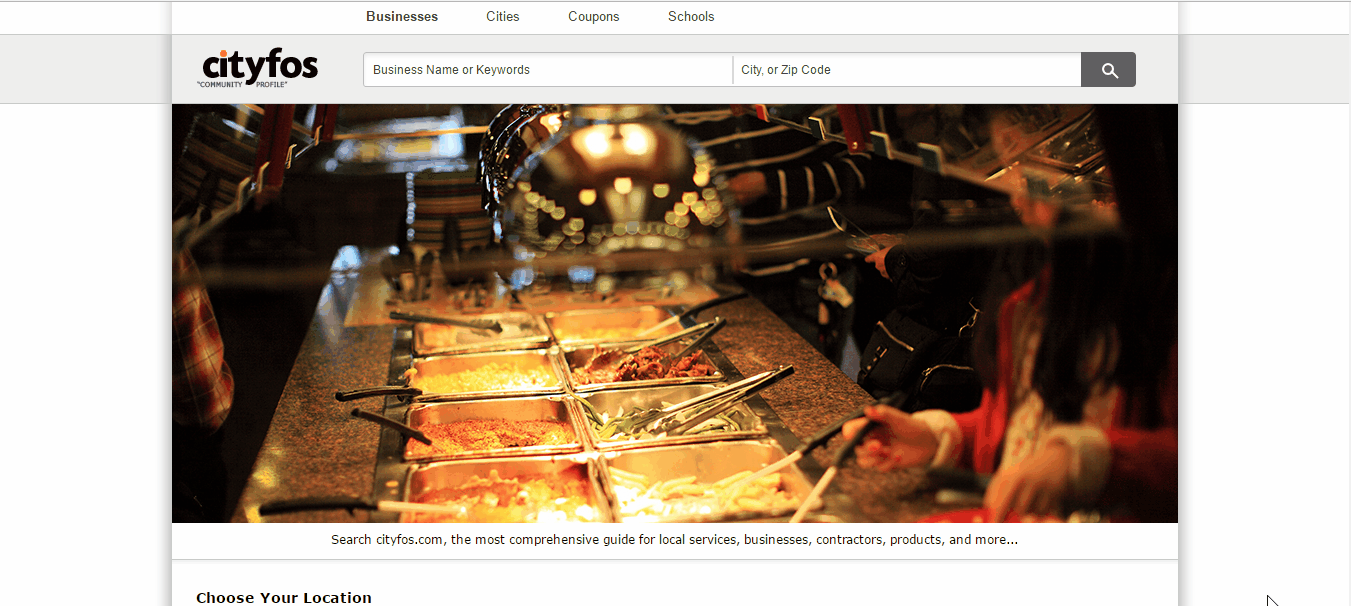 Businesses Cities Coupons Schools
cityfos
"COMMUNITY PROFILE"
Business Name or Keywords
City, or Zip Code
Search cityfos.com, the most comprehensive guide for local services, businesses, contractors, products, and more...
Choose Your Location